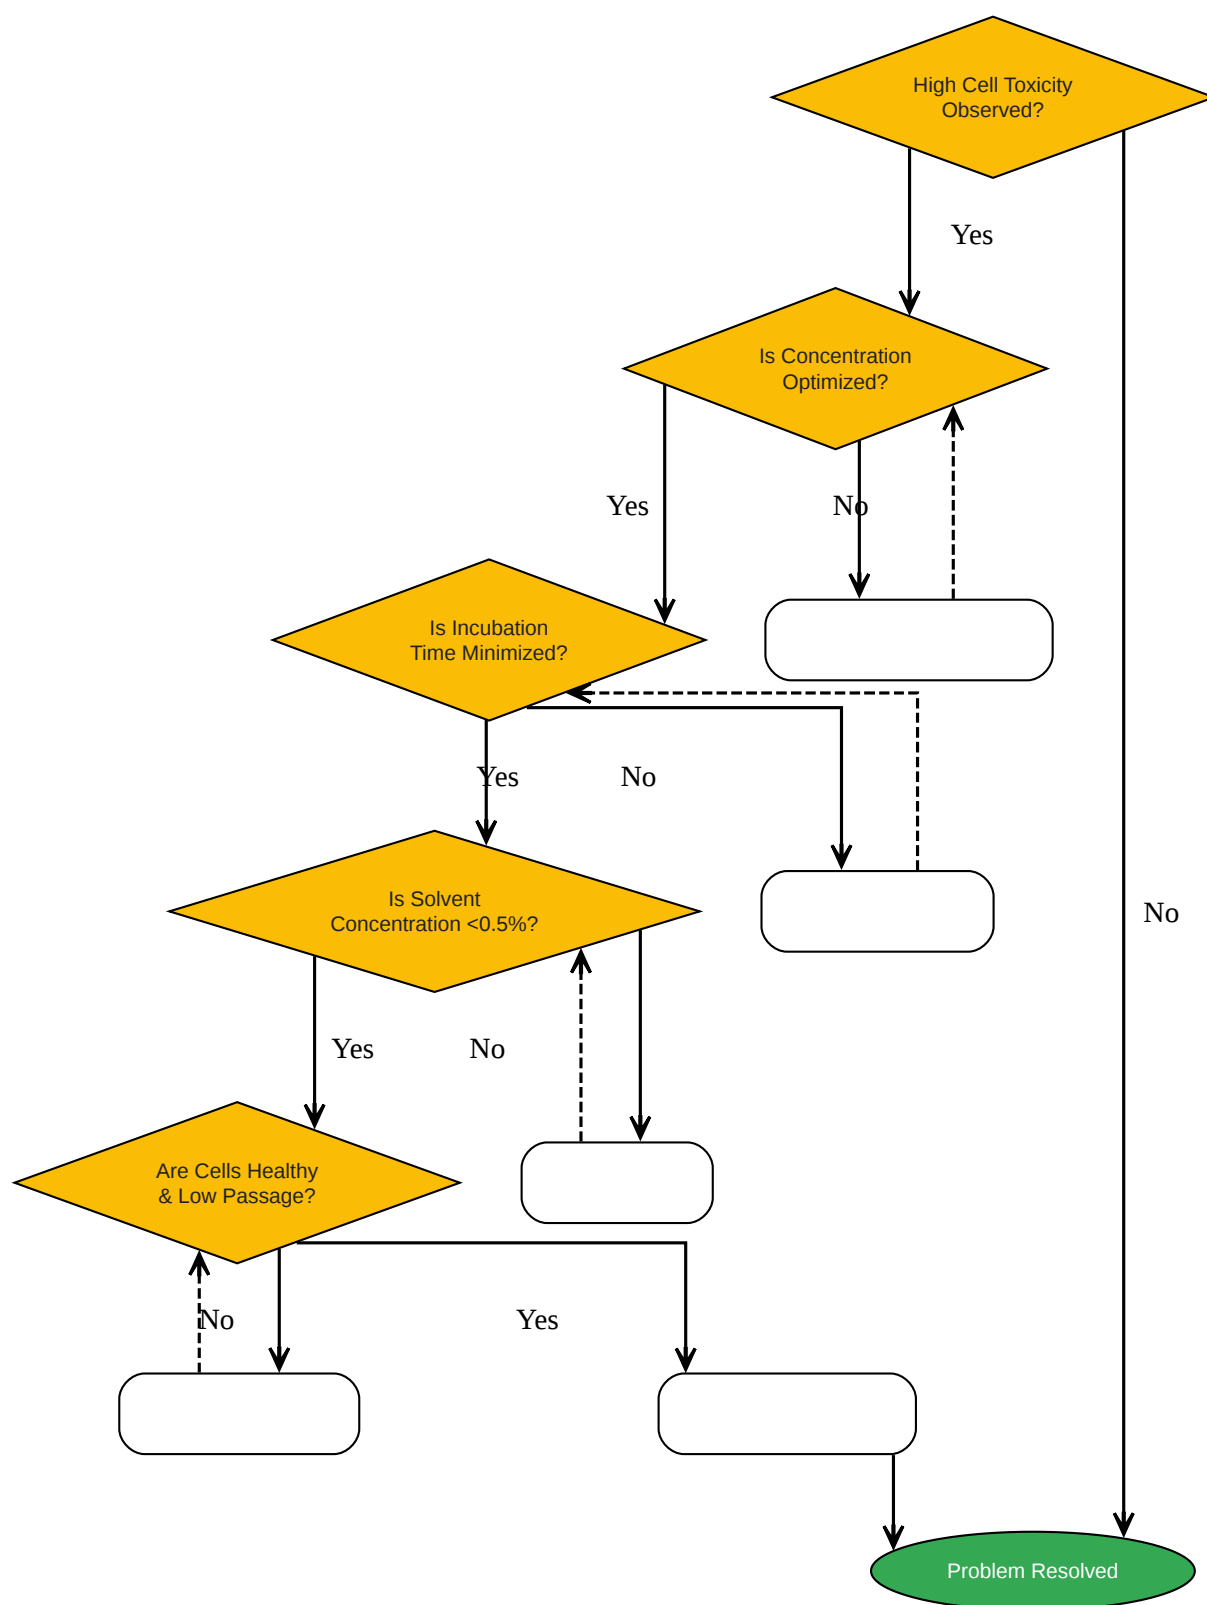 High Cell Toxicity
Observed?
Yes
Is Concentration
Optimized?
Yes
No
Is Incubation
Time Minimized?
Yes
No
Is Solvent
Concentration <0.5%?
No
Yes
No
Are Cells Healthy
& Low Passage?
No
Yes
Problem Resolved